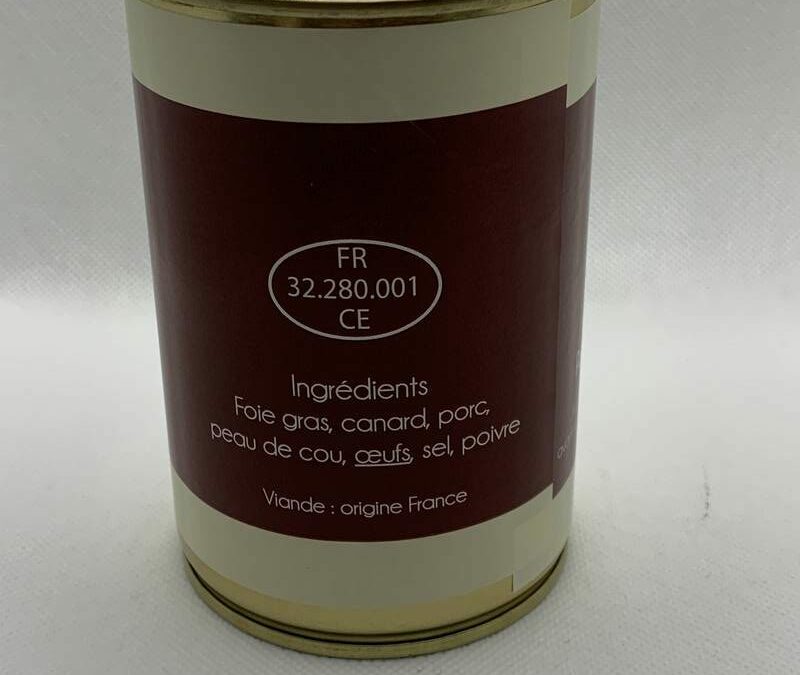 FR
32.280.001
CE
Ingrédients
Foie gras, canard, porc,
peau de cou, œufs, sel, poivre
Viande : origine France